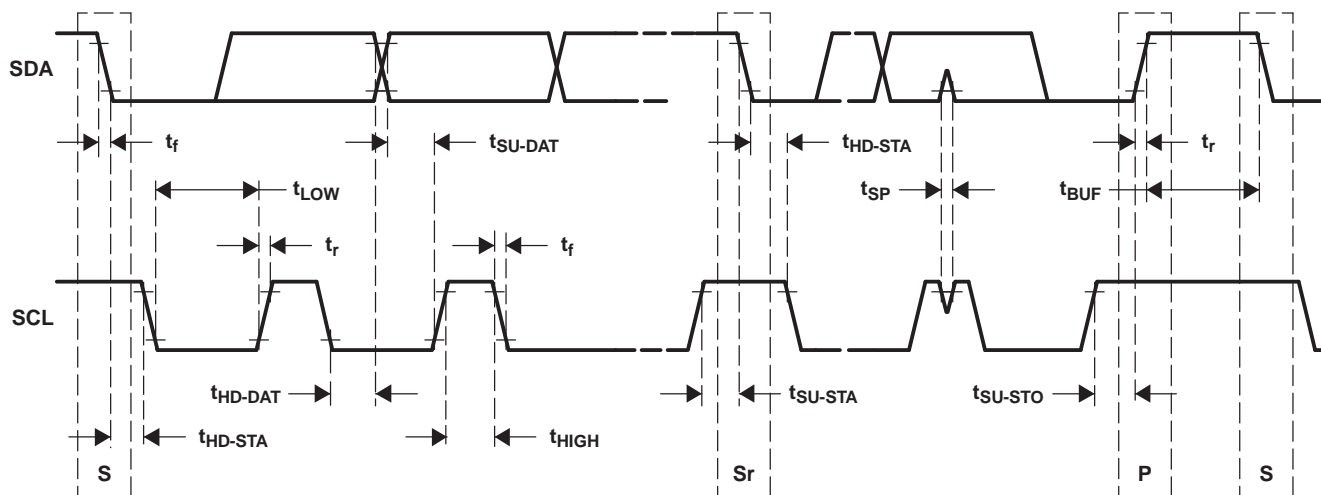 SDA
t_f
t_SU-DAT
t_HD-STA
t_r
t_LOW
t_SP
t_BUF
t_r
t_f
SCL
t_HD-DAT
t_SU-STA
t_SU-STO
t_HD-STA
t_HIGH
S
Sr
P
S